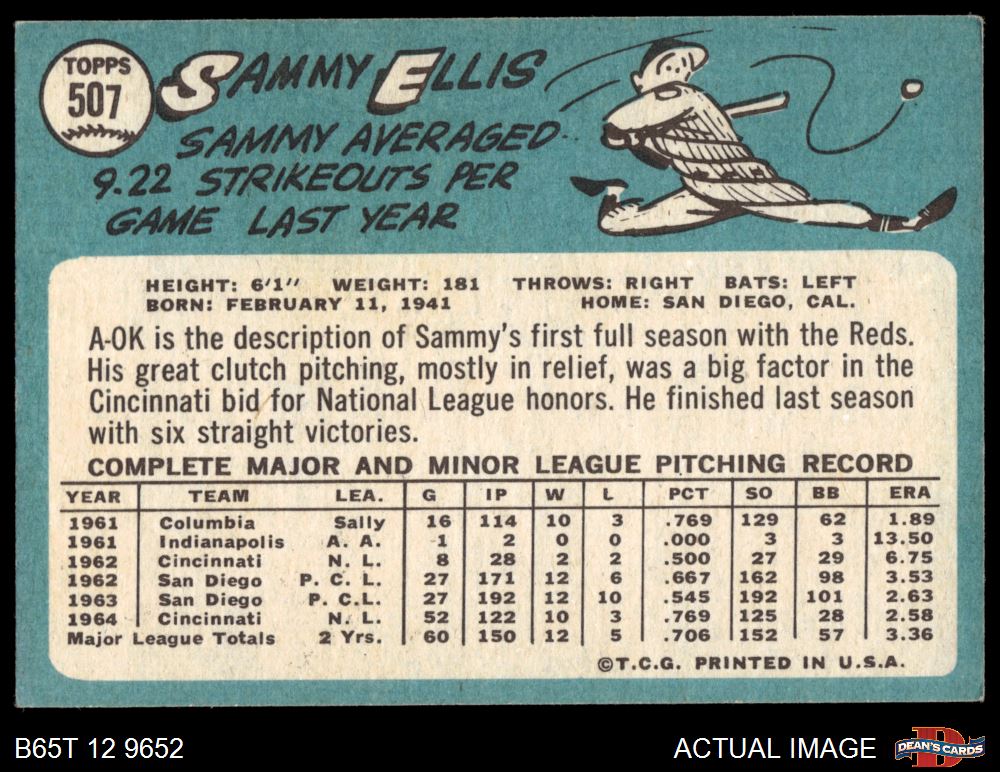 TOPPS
507
SAMMY ELLIS
SAMMY AVERAGED
9.22 STRIKEOUTS PER
GAME LAST YEAR
HEIGHT: 6'1" WEIGHT: 181 THROWS: RIGHT BATS: LEFT
BORN: FEBRUARY 11, 1941 HOME: SAN DIEGO, CAL.
A-OK is the description of Sammy's first full season with the Reds.
His great clutch pitching, mostly in relief, was a big factor in the
Cincinnati bid for National League honors. He finished last season
with six straight victories.
COMPLETE MAJOR AND MINOR LEAGUE PITCHING RECORD
YEAR TEAM LEA. G IP W L PCT SO BB ERA
1961 Columbia Sally 16 114 10 3 .769 129 62 1.89
1961 Indianapolis A. A. 1 2 0 0 .000 3 3 13.50
1962 Cincinnati N. L. 8 28 2 2 .500 27 29 6.75
1962 San Diego P. C. L. 27 171 12 6 .667 162 98 3.53
1963 San Diego P. C.L. 27 192 12 10 .545 192 101 2.63
1964 Cincinnati N. L. 52 122 10 3 .769 125 28 2.58
Major League Totals 2 Yrs. 60 150 12 5 .706 152 57 3.36
©T.C.G. PRINTED IN U.S.A.
B65T 12 9652
ACTUAL IMAGE
D
DEAN'S CARDS